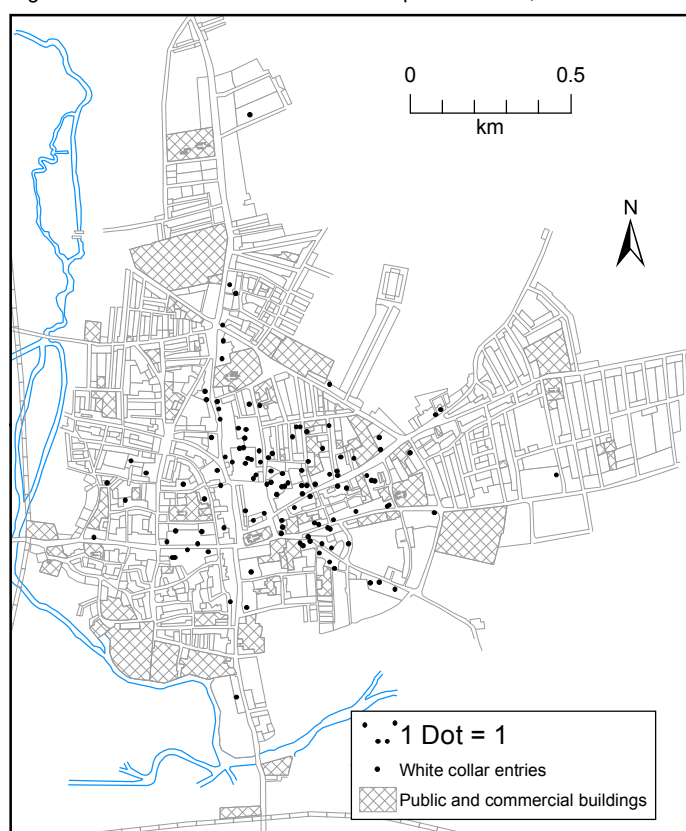 0 0.5
km
N
1 Dot = 1
White collar entries
Public and commercial buildings